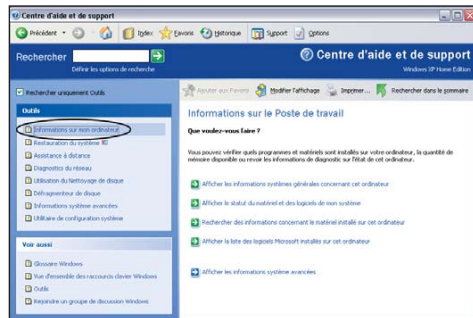 Centre d'aide et de support
Précédent
Index
Favoris
Historique
Support
Options
Rechercher
Définir les options de recherche
Centre d'aide et de support
Windows XP Home Edition
Rechercher uniquement Outils
Ajouter aux Favoris
Modifier l'affichage
Imprimer...
Rechercher dans le sommaire
Outils
Informations sur mon ordinateur
Restauration du système
Assistance à distance
Diagnostics du réseau
Utilisation du Nettoyage de disque
Défragmenteur de disque
Informations système avancées
Utilitaire de configuration système
Voir aussi
Glossaire Windows
Vue d'ensemble des raccourcis clavier Windows
Outils
Rejoindre un groupe de discussion Windows
Informations sur le Poste de travail
Que voulez-vous faire ?
Vous pouvez vérifier quels programmes et matériels sont installés sur votre ordinateur, la quantité de
mémoire disponible ou revoir les informations de diagnostic sur l'état de cet ordinateur.
Afficher les informations systèmes générales concernant cet ordinateur
Afficher le statut du matériel et des logiciels de mon système
Rechercher des informations concernant le matériel installé sur cet ordinateur
Afficher la liste des logiciels Microsoft installés sur cet ordinateur
Afficher les informations système avancées